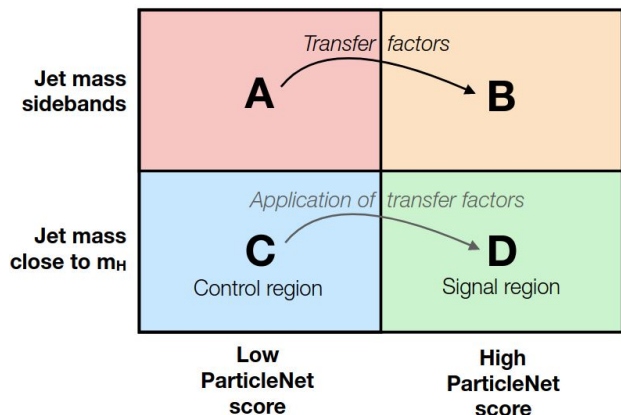 Transfer factors
Jet mass
sidebands
A
B
Application of transfer factors
Jet mass
close to mH
C
D
Control region
Signal region
Low
ParticleNet
score
High
ParticleNet
score